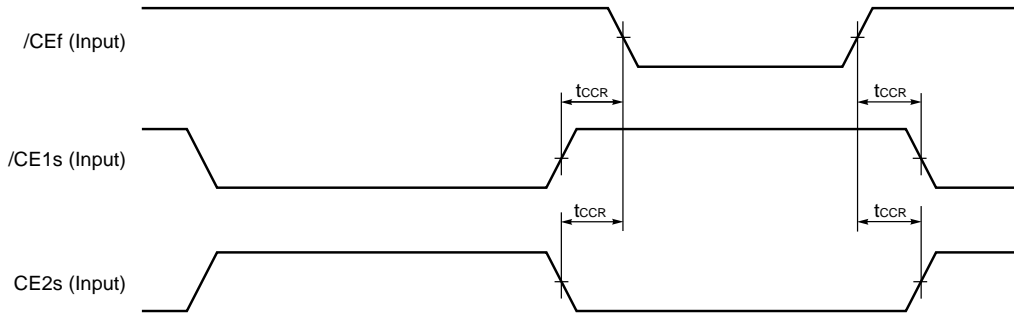 /CEf (Input)
tCCR tCCR
/CE1s (Input)
tCCR tCCR
CE2s (Input)